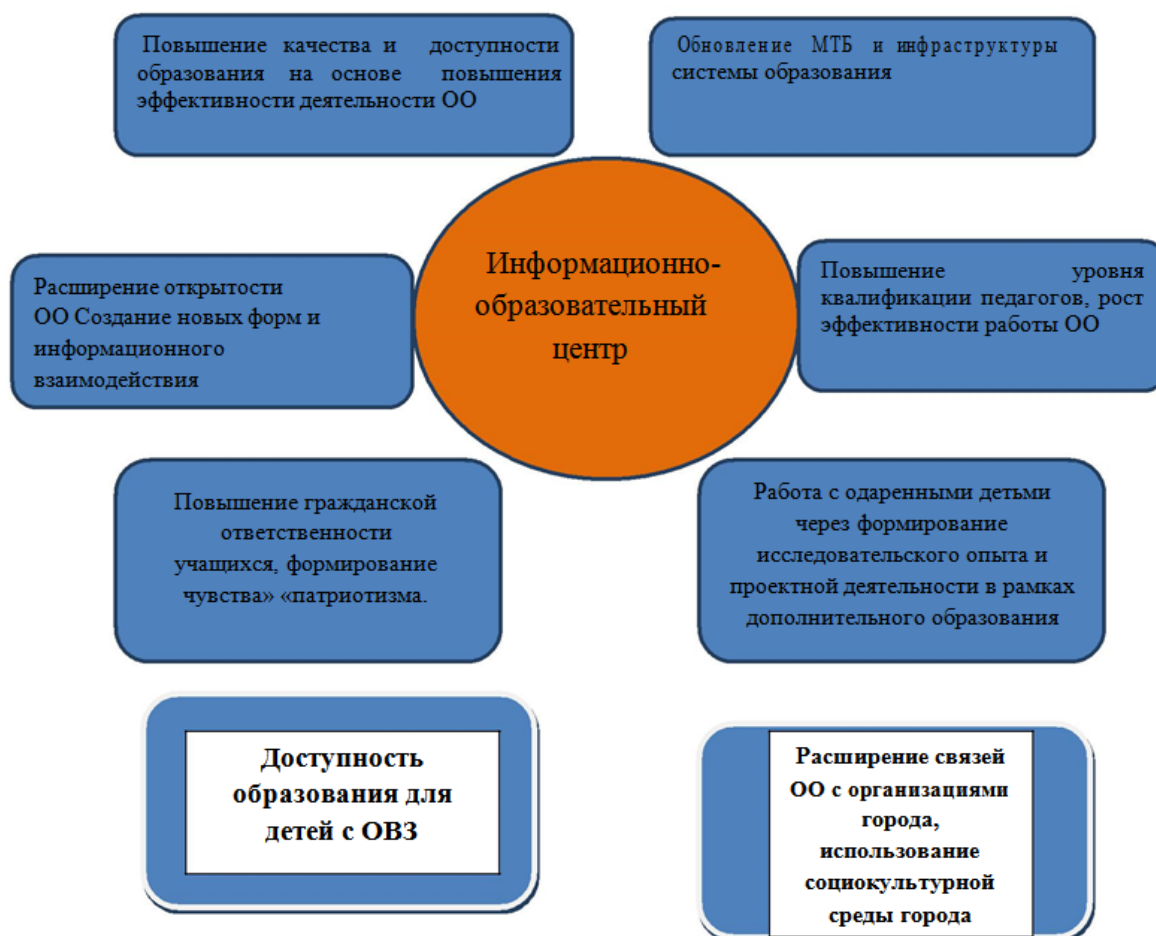 Повышение качества и доступности
образования на основе повышения
эффективности деятельности ОО
Обновление МТБ и инфраструктуры
системы образования
Информационно-
образовательный
центр
Расширение открытости
ОО Создание новых форм и
информационного
взаимодействия
Повышение уровня
квалификации педагогов, рост
эффективности работы ОО
Повышение гражданской
ответственности
учащихся, формирование
чувства» «патриотизма.
Работа с одаренными детьми
через формирование
исследовательского опыта и
проектной деятельности в рамках
дополнительного образования
Доступность
образования для
детей с ОВЗ
Расширение связей
ОО с организациями
города,
использование
социокультурной
среды города